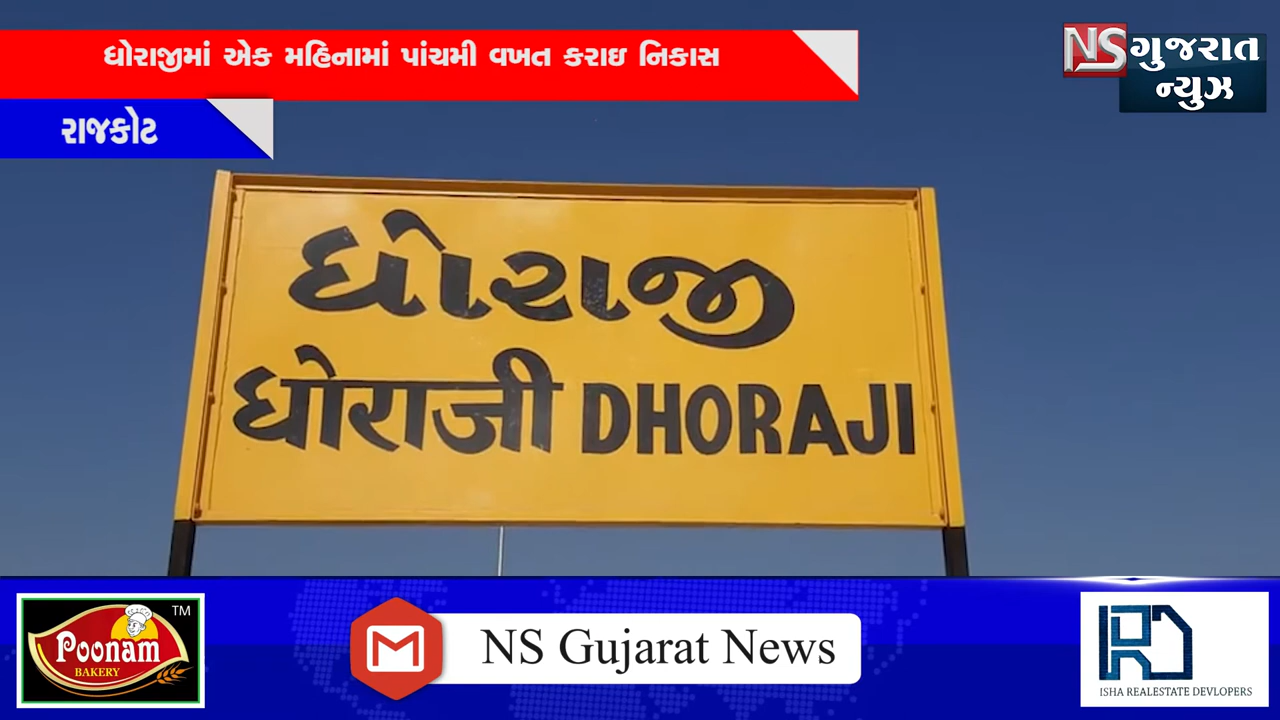 ધોરાજીમાં એક મહિનામાં પાંચમી વખત કરાઇ નિકાસ
NS ગુજરાત
ન્યુઝ
રાજકોટ
ધોરાજી
धोराजी DHORAJI
Poonam TM
BAKERY
NS Gujarat News
ISHA REALESTATE DEVLOPERS